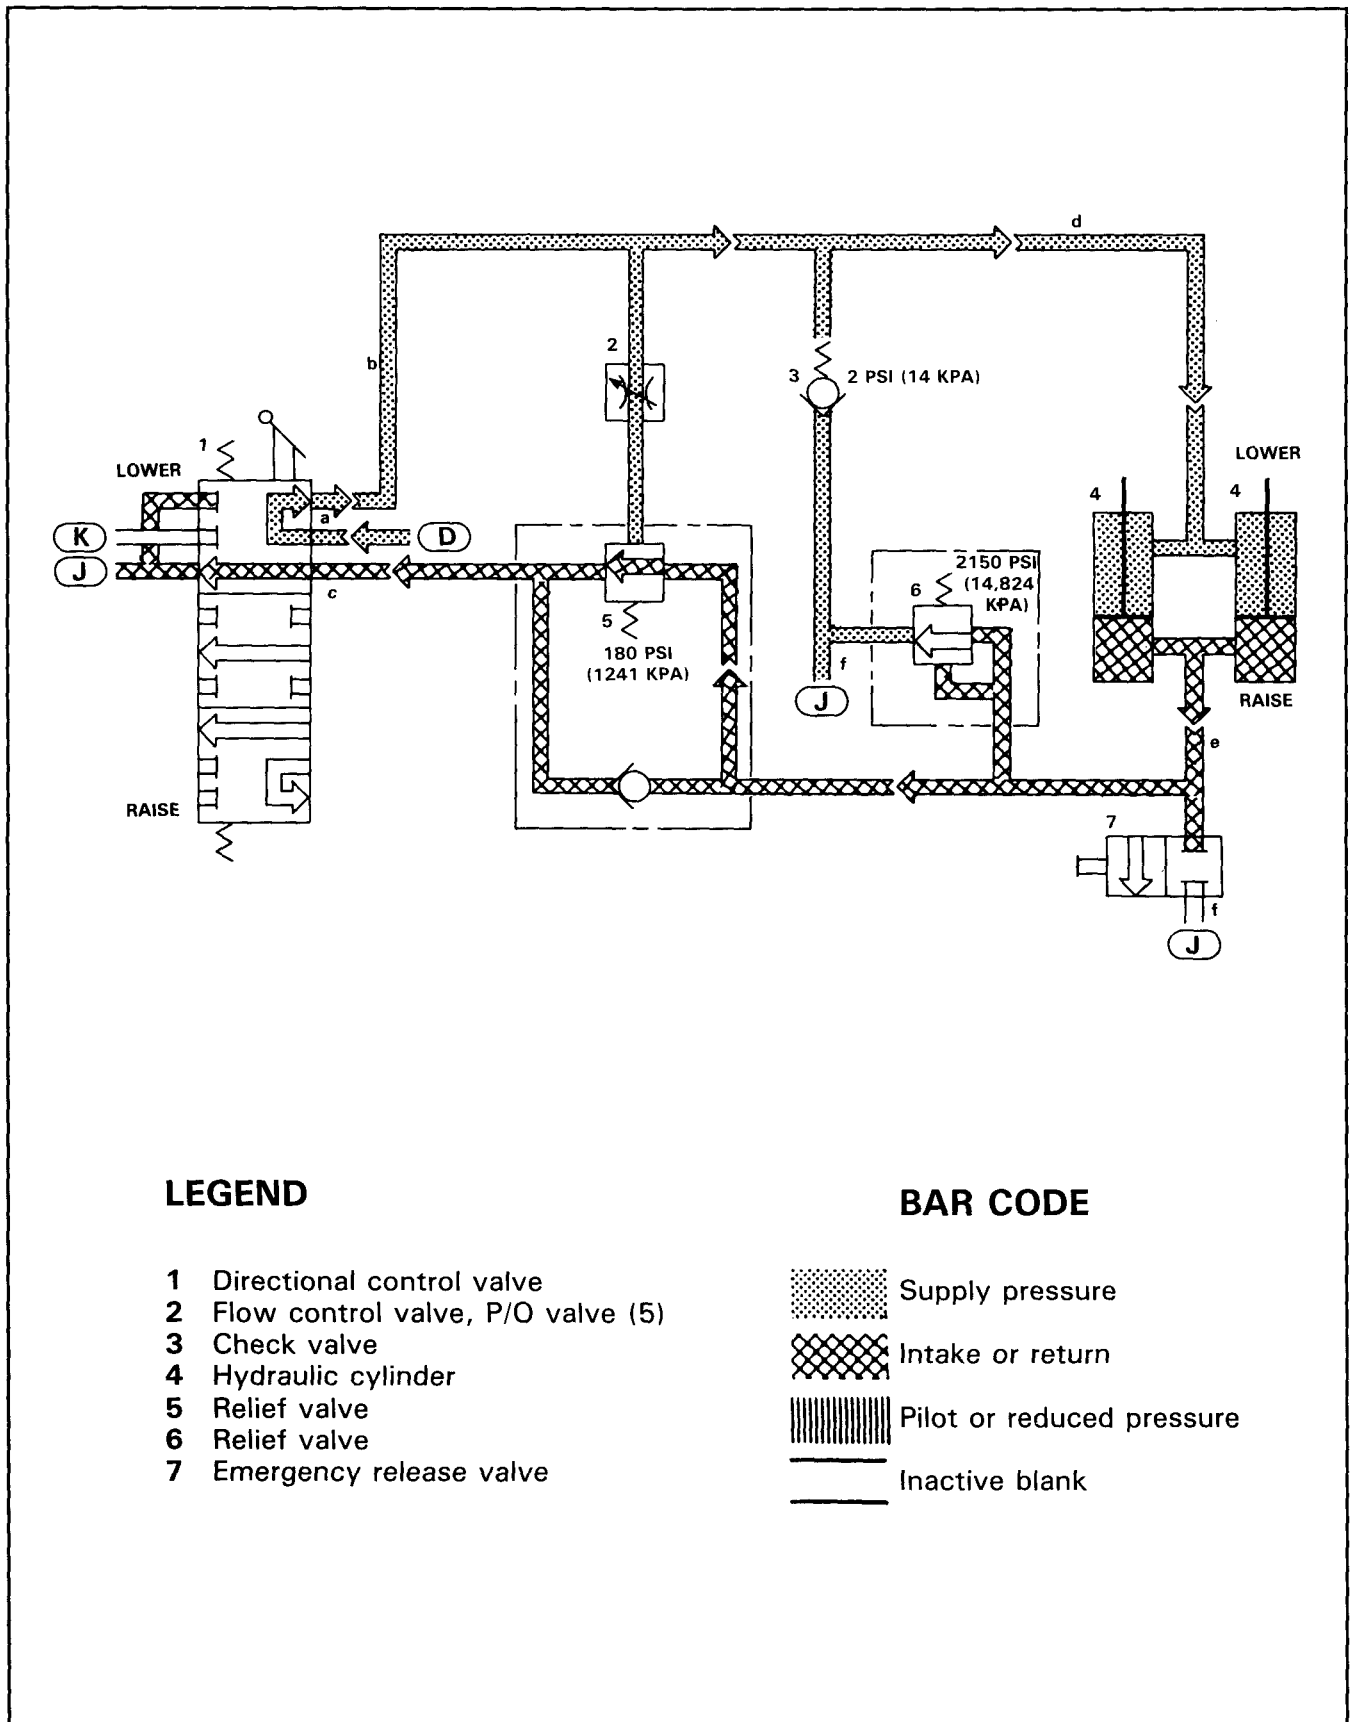 d
b
2
3
2 PSI (14 KPA)
1
LOWER
LOWER
4
4
a
K
D
J
c
2150 PSI
(14,824
KPA)
6
5
180 PSI
(1241 KPA)
f
J
RAISE
e
RAISE
7
f
J
LEGEND
1 Directional control valve
2 Flow control valve, P/O valve (5)
3 Check valve
4 Hydraulic cylinder
5 Relief valve
6 Relief valve
7 Emergency release valve
BAR CODE
Supply pressure
Intake or return
Pilot or reduced pressure
Inactive blank